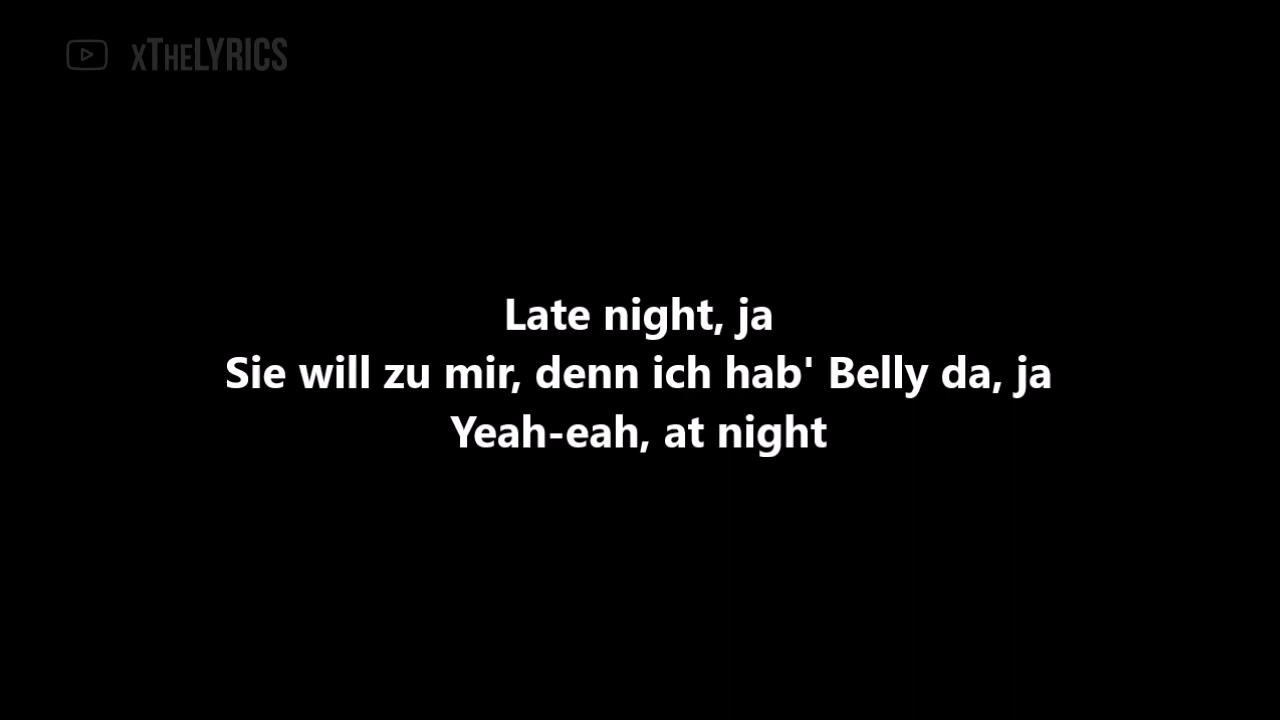 xTheLYRICS
Late night, ja
Sie will zu mir, denn ich hab' Belly da, ja
Yeah-eah, at night